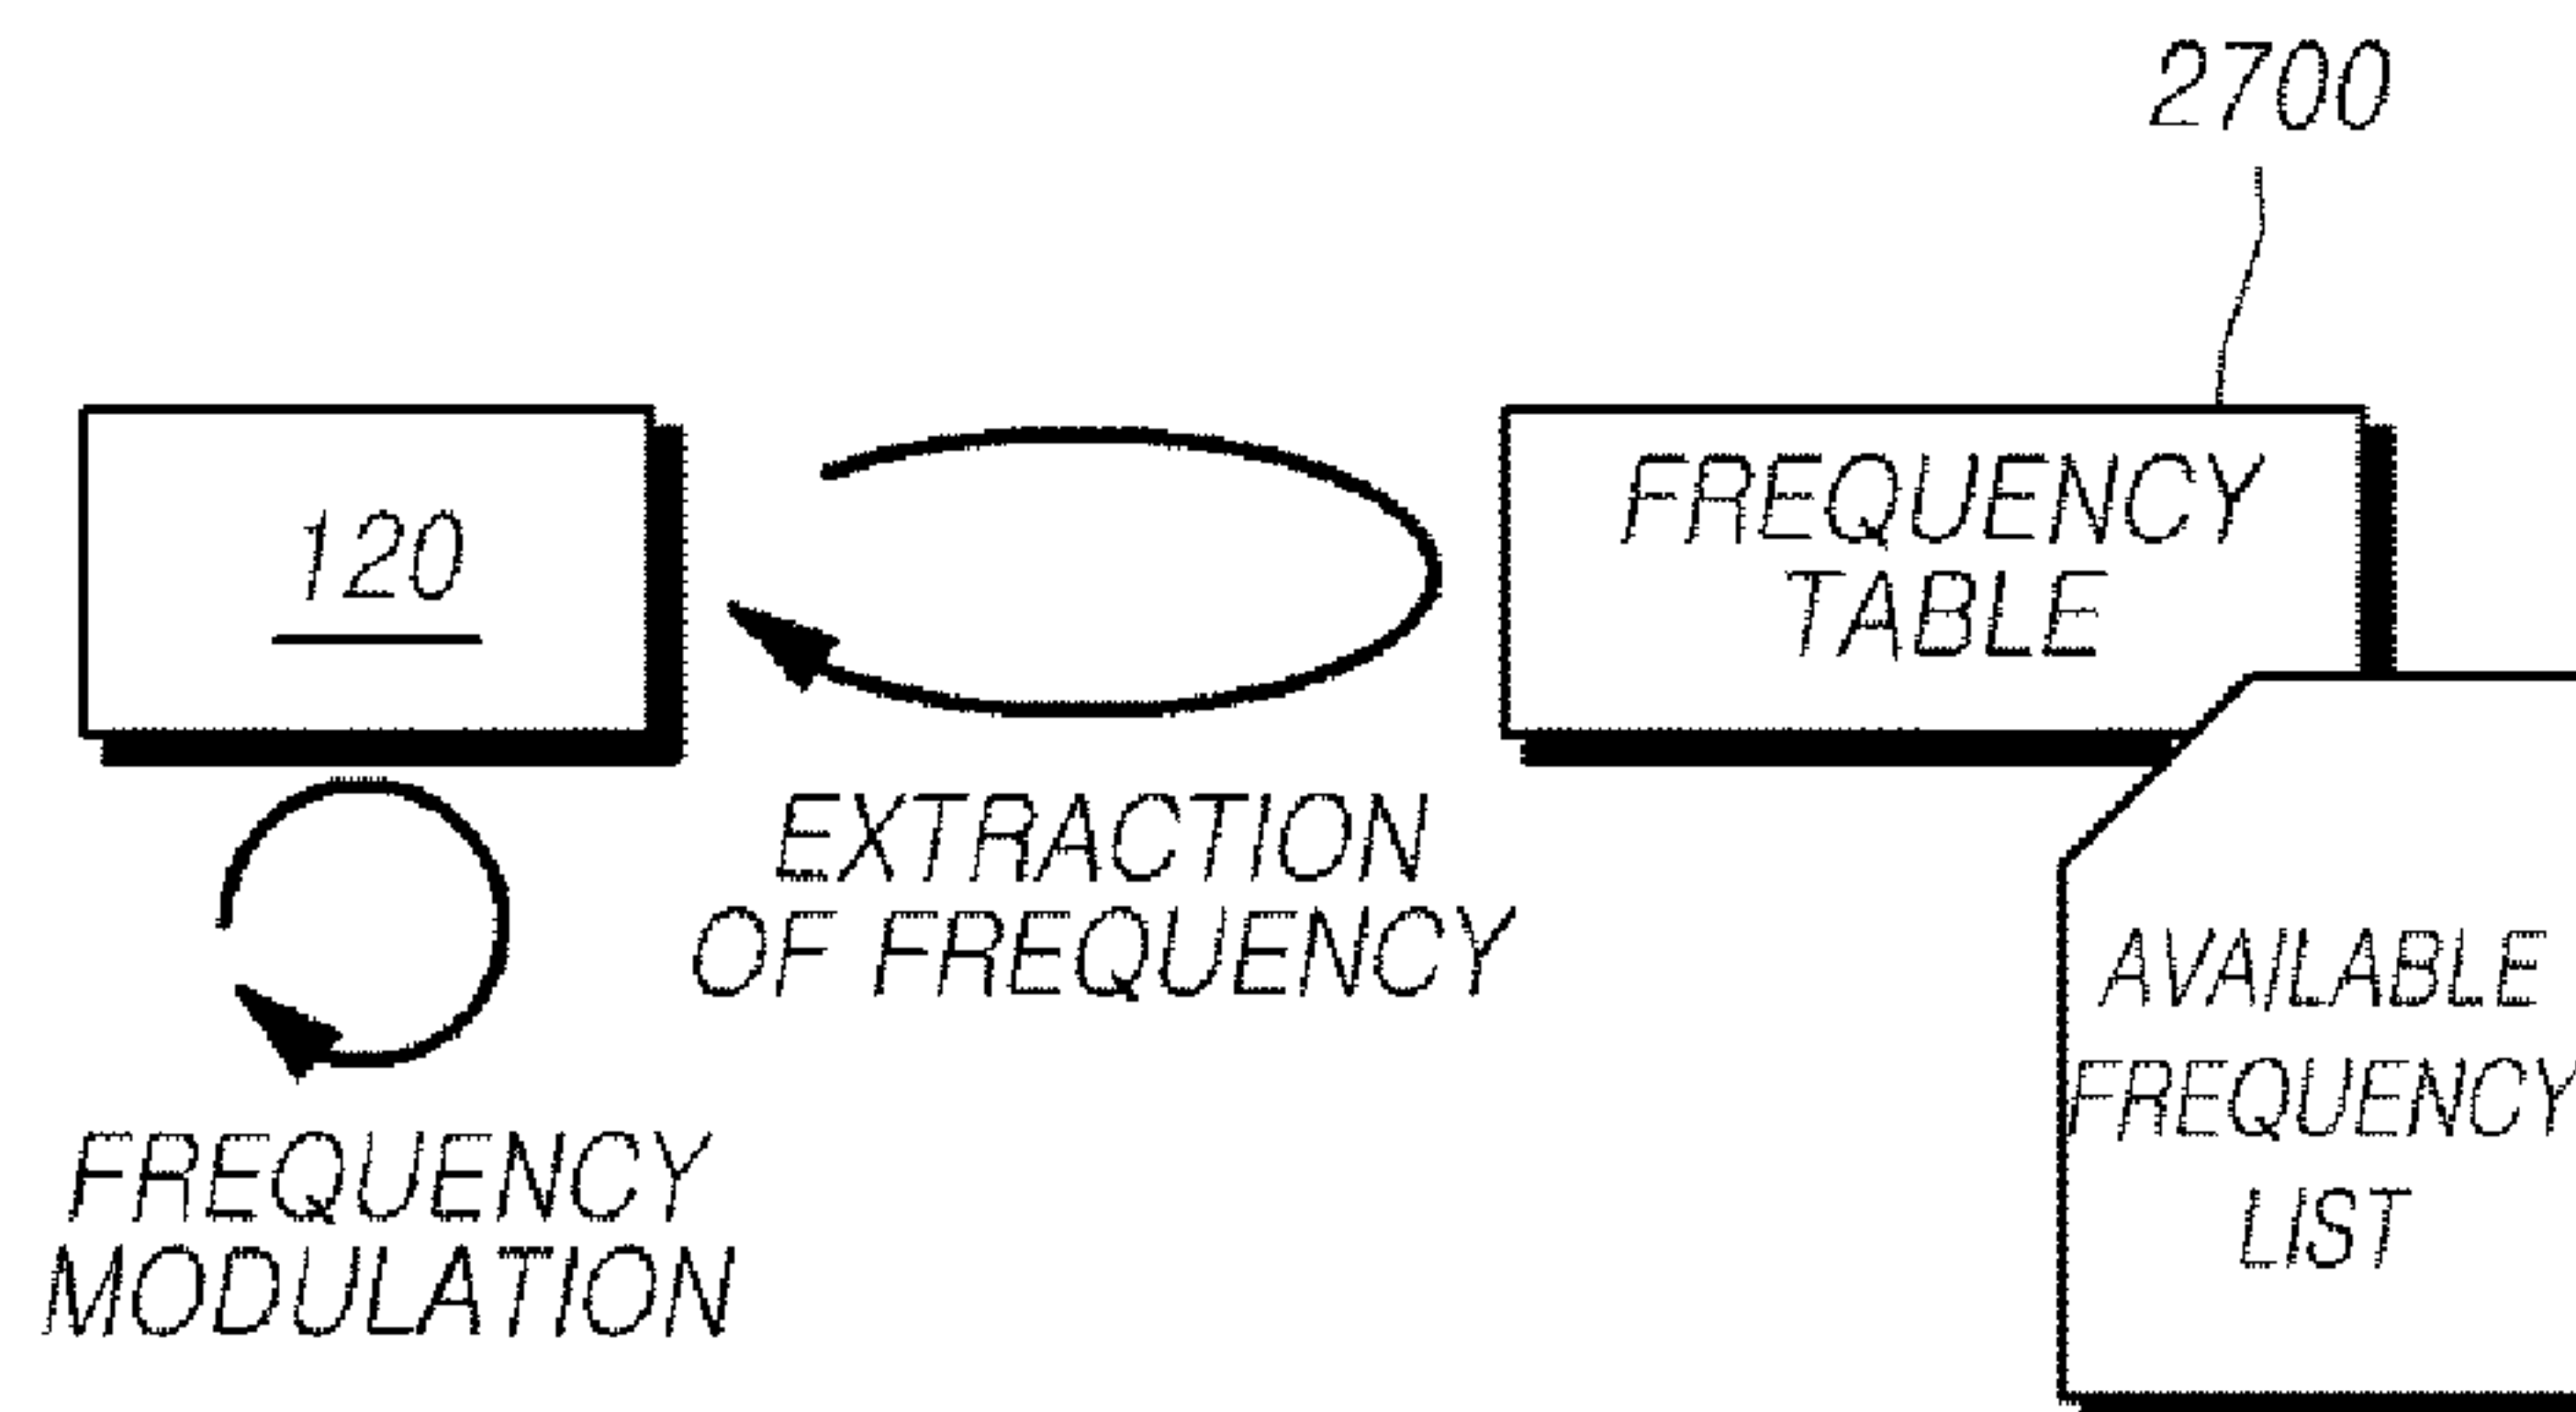 2700
120
FREQUENCY
TABLE
EXTRACTION
OF FREQUENCY
FREQUENCY
MODULATION
AVAILABLE
FREQUENCY
LIST